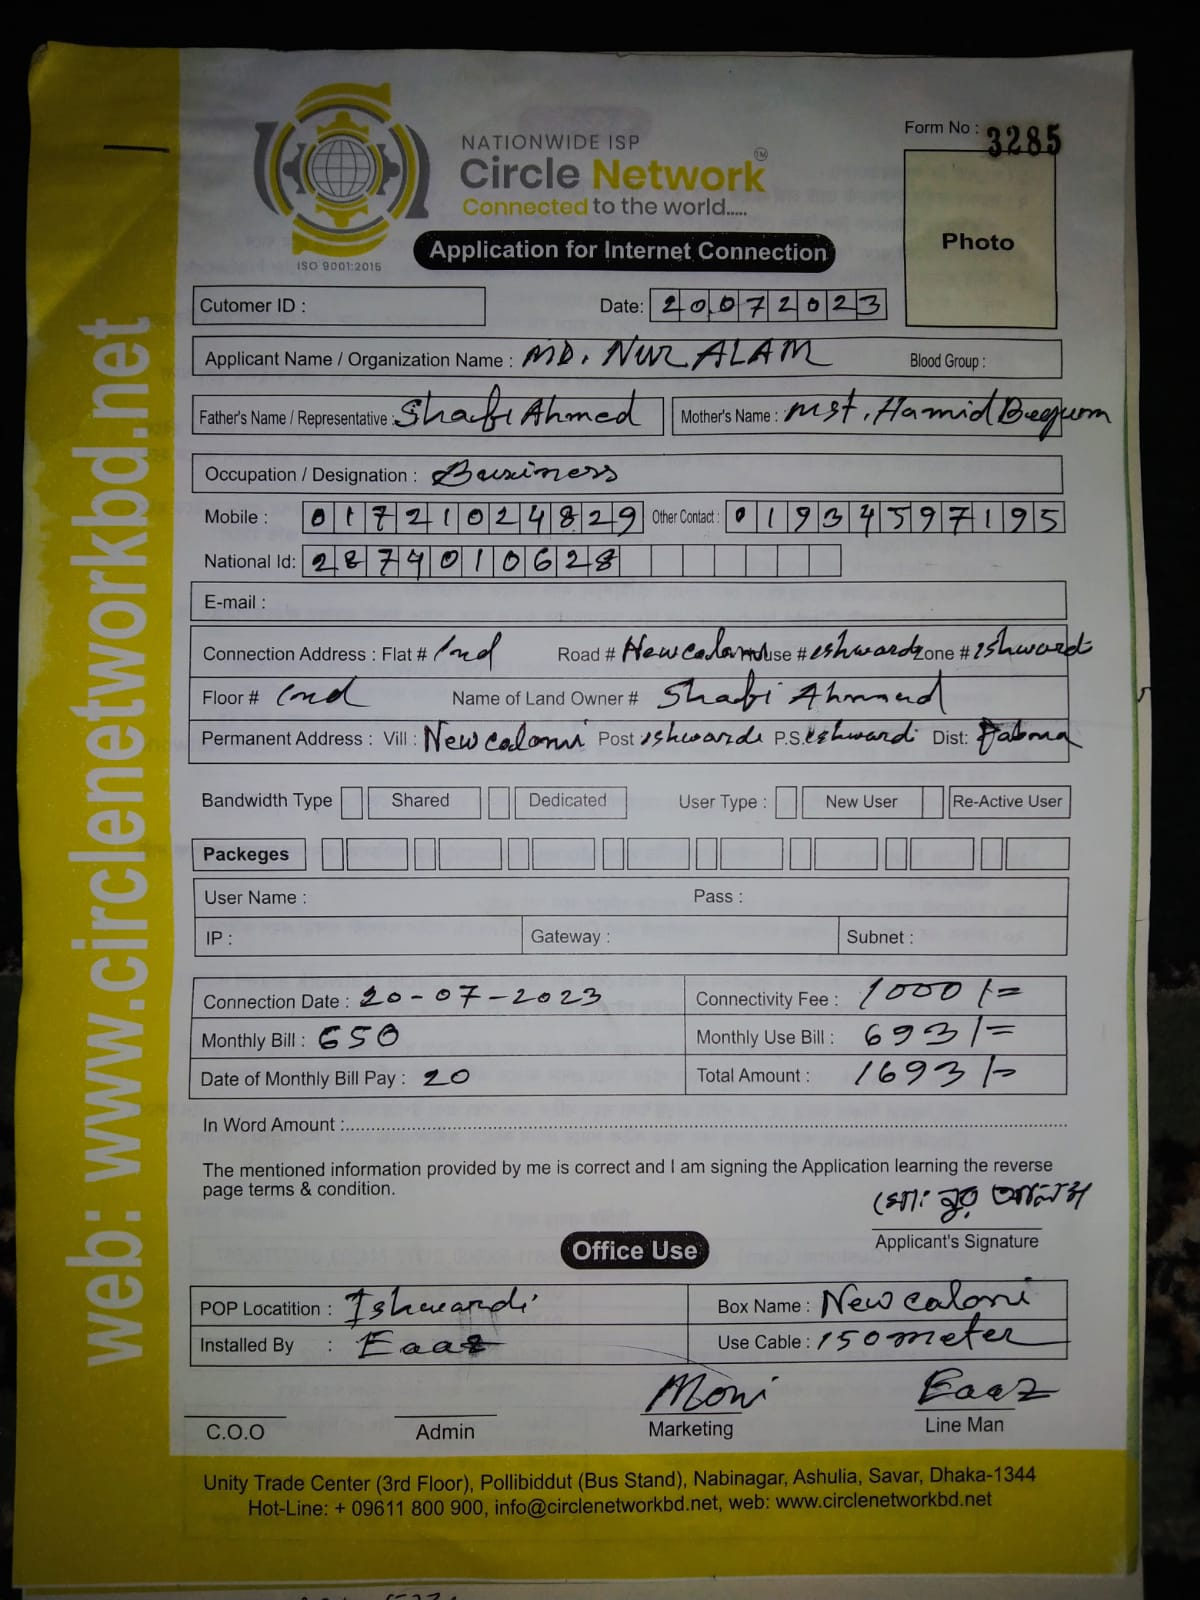 web: www.circlenetworkbd.net
NATIONWIDE ISP
Circle Network TM
Connected to the world.....
ISO 9001:2015
Application for Internet Connection
Form No : 3285
Photo
Cutomer ID :
Date: 20072023
Applicant Name / Organization Name : MD. NUR ALAM Blood Group :
Father's Name / Representative : Shafi Ahmed Mother's Name : Mst. Hamid Begum
Occupation / Designation : Business
Mobile : 01721024829 Other Contact : 01934597195
National Id: 2874010628
E-mail :
Connection Address : Flat # 2nd Road # New coloni House # ishwardi Zone # ishwardi
Floor # 2nd Name of Land Owner # Shafi Ahmmed
Permanent Address : Vill : New coloni Post ishwardi P.S. ishwardi Dist: Pabna
Bandwidth Type Shared Dedicated User Type : New User Re-Active User
Packeges
User Name : Pass :
IP : Gateway : Subnet :
Connection Date : 20-07-2023 Connectivity Fee : 1000/=
Monthly Bill : 650 Monthly Use Bill : 693/=
Date of Monthly Bill Pay : 20 Total Amount : 1693/-
In Word Amount :
The mentioned information provided by me is correct and I am signing the Application learning the reverse
page terms & condition.
মো: নুর আলম
Applicant's Signature
Office Use
POP Locatition : Ishwardi Box Name : New caloni
Installed By : Eaaz Use Cable : 150 meter
Moni Eaaz
C.O.O Admin Marketing Line Man
Unity Trade Center (3rd Floor), Pollibiddut (Bus Stand), Nabinagar, Ashulia, Savar, Dhaka-1344
Hot-Line: + 09611 800 900, info@circlenetworkbd.net, web: www.circlenetworkbd.net